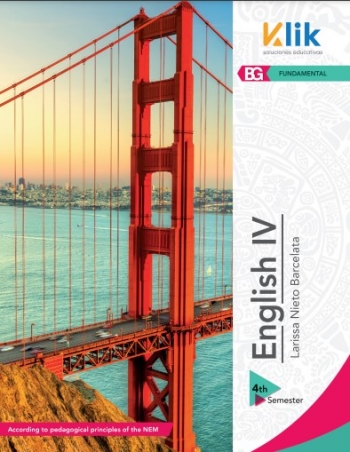 Klik
soluciones educativas
BG
FUNDAMENTAL
English IV
Larissa Nieto Barcelata
4th
Semester
According to pedagogical principles of the NEM